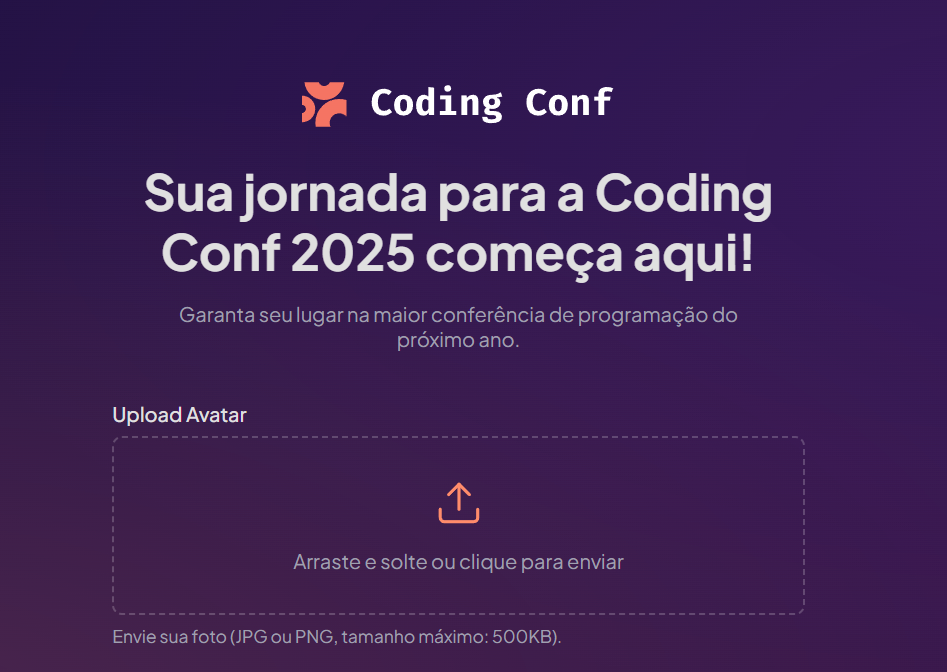 Coding Conf
Sua jornada para a Coding
Conf 2025 começa aqui!
Garanta seu lugar na maior conferência de programação do
próximo ano.
Upload Avatar
Arraste e solte ou clique para enviar
Envie sua foto (JPG ou PNG, tamanho máximo: 500KB).